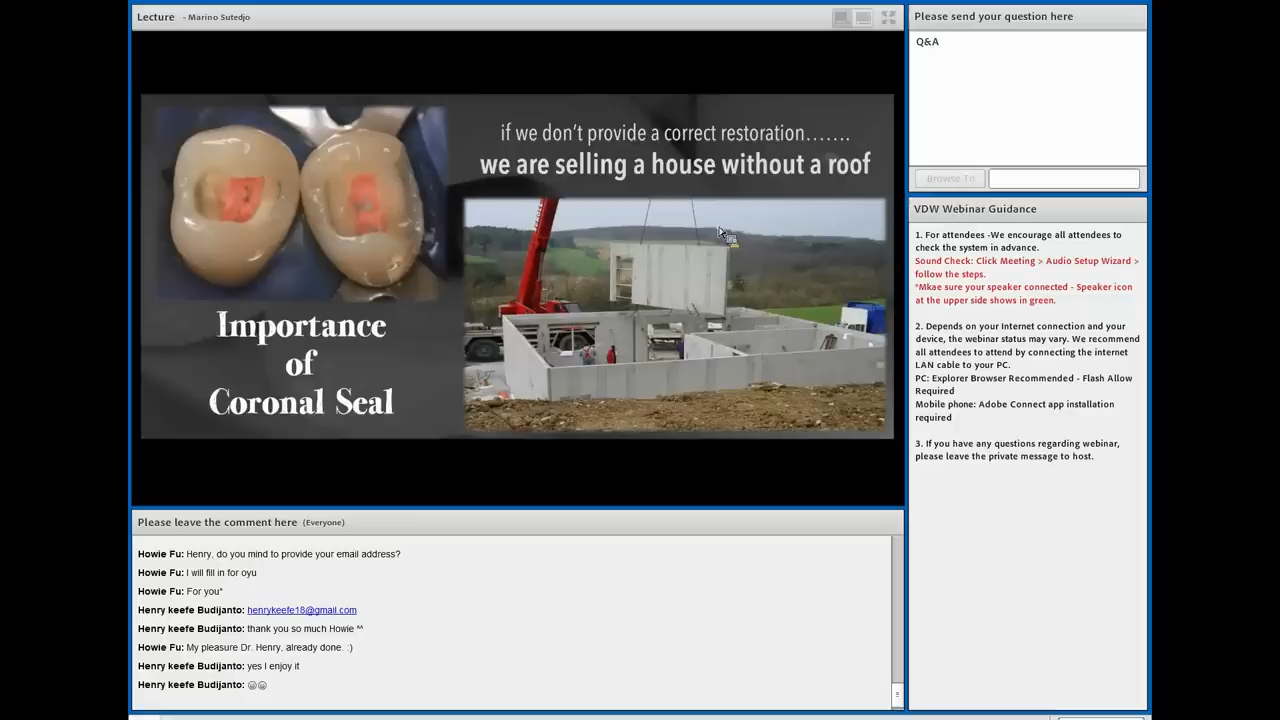 Lecture - Marino Sutedjo
if we don't provide a correct restoration.......
we are selling a house without a roof
Importance
of
Coronal Seal
Please leave the comment here (Everyone)
Howie Fu: Henry, do you mind to provide your email address?
Howie Fu: I will fill in for oyu
Howie Fu: For you*
Henry keefe Budijanto: henrykeefe18@gmail.com
Henry keefe Budijanto: thank you so much Howie ^^
Howie Fu: My pleasure Dr. Henry, already done. :)
Henry keefe Budijanto: yes I enjoy it
Henry keefe Budijanto: 😄😄
Please send your question here
Q&A
Browse To
VDW Webinar Guidance
1. For attendees -We encourage all attendees to
check the system in advance.
Sound Check: Click Meeting > Audio Setup Wizard >
follow the steps.
*Mkae sure your speaker connected - Speaker icon
at the upper side shows in green.
2. Depends on your Internet connection and your
device, the webinar status may vary. We recommend
all attendees to attend by connecting the internet
LAN cable to your PC.
PC: Explorer Browser Recommended - Flash Allow
Required
Mobile phone: Adobe Connect app installation
required
3. If you have any questions regarding webinar,
please leave the private message to host.